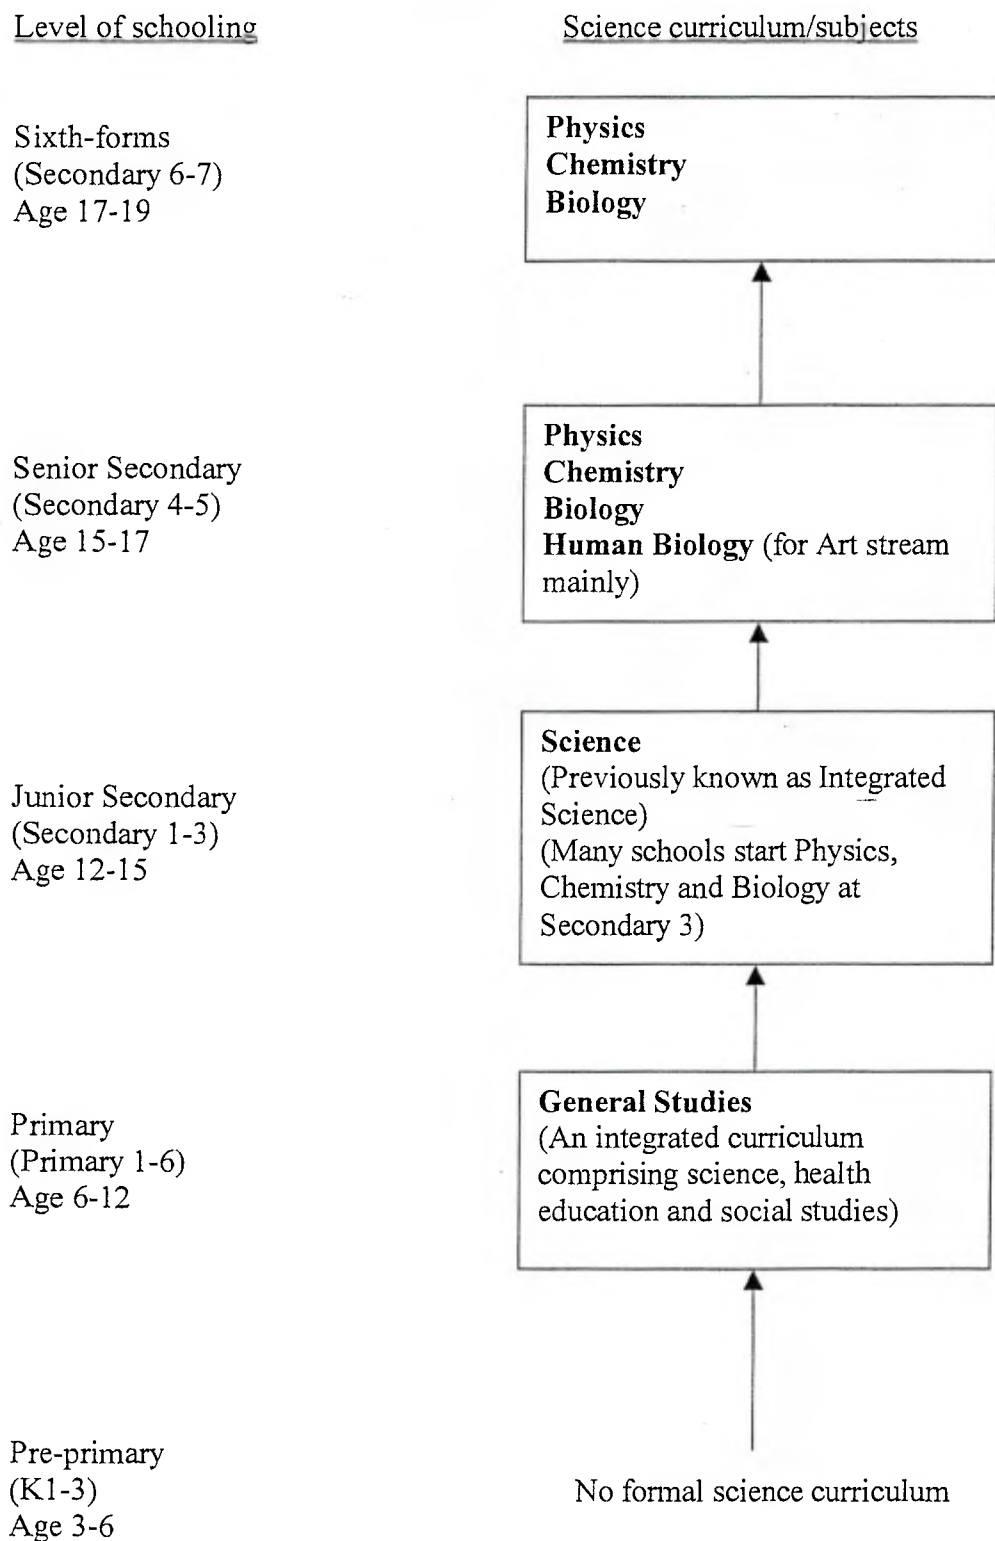 Level of schooling
Science curriculum/subjects
Sixth-forms
(Secondary 6-7)
Age 17-19
Physics
Chemistry
Biology
Senior Secondary
(Secondary 4-5)
Age 15-17
Physics
Chemistry
Biology
Human Biology (for Art stream
mainly)
Junior Secondary
(Secondary 1-3)
Age 12-15
Science
(Previously known as Integrated
Science)
(Many schools start Physics,
Chemistry and Biology at
Secondary 3)
Primary
(Primary 1-6)
Age 6-12
General Studies
(An integrated curriculum
comprising science, health
education and social studies)
Pre-primary
(K1-3)
Age 3-6
No formal science curriculum